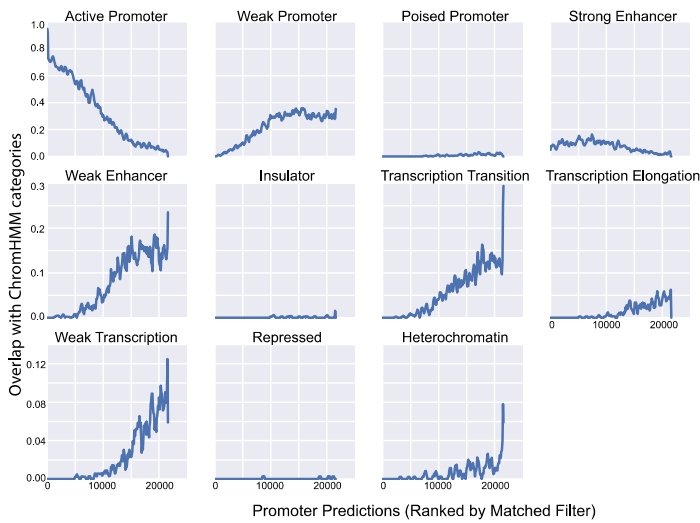 Active Promoter Weak Promoter Poised Promoter Strong Enhancer
1.0
0.8
0.6
0.4
0.2
0.0
Weak Enhancer Insulator Transcription Transition Transcription Elongation
0.3
0.2
0.1
0.0
0 10000 20000
Weak Transcription Repressed Heterochromatin
0.12
0.08
0.04
0.00
0 10000 20000 0 10000 20000 0 10000 20000
Overlap with ChromHMM categories
Promoter Predictions (Ranked by Matched Filter)